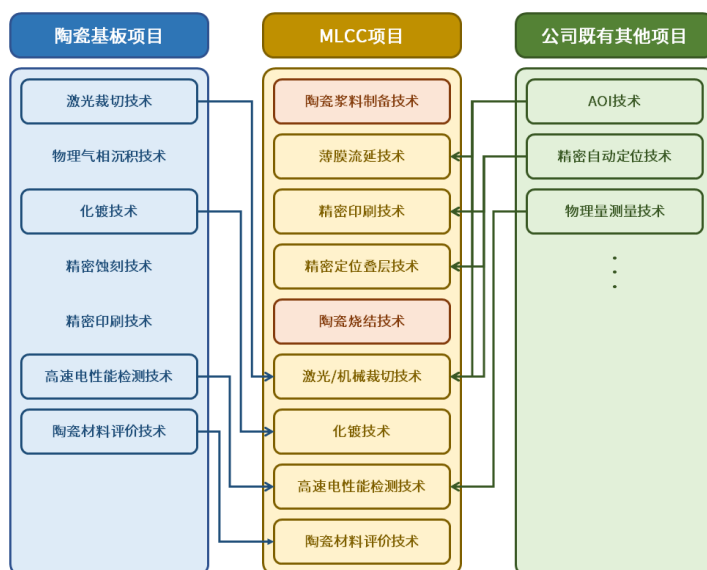 陶瓷基板项目
激光裁切技术
物理气相沉积技术
化镀技术
精密蚀刻技术
精密印刷技术
高速电性能检测技术
陶瓷材料评价技术
MLCC项目
陶瓷浆料制备技术
薄膜流延技术
精密印刷技术
精密定位叠层技术
陶瓷烧结技术
激光/机械裁切技术
化镀技术
高速电性能检测技术
陶瓷材料评价技术
公司既有其他项目
AOI技术
精密自动定位技术
物理量测量技术